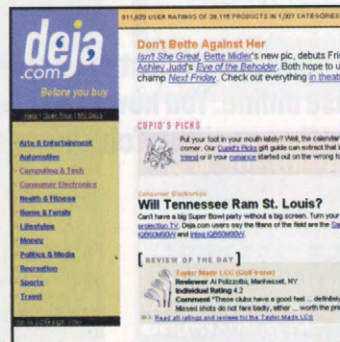 911,623 USER RATINGS OF 39,115 PRODUCTS IN 1,007 CATEGORIES
deja
.com
Before you buy
Don't Bette Against Her
Isn't She Great, Bette Midler's new pic, debuts Fri
Ashley Judd's Eye of the Beholder. Both hope to u
champ Next Friday. Check out everything in theatr
CUPID'S PICKS
Put your foot in your mouth lately? Well, the calendar
corner. Our Cupid's Picks gift guide can extract that
friend or if your romance started out on the wrong fo
Arts & Entertainment
Automotive
Computing & Tech
Consumer Electronics
Health & Fitness
Home & Family
Lifestyles
Money
Politics & Media
Recreation
Sports
Travel
Consumer Electronics
Will Tennessee Ram St. Louis?
Can't have a big Super Bowl party without a big screen. Turn your
projection TV. Deja.com users say the titans of the field are the
and
[ REVIEW OF THE DAY ]
Taylor Made LCG (Golf Irons)
Reviewer Al Palazzo, Manhasset, NY
Individual Rating 4.2
Comment "These clubs have a good feel ... definitely
Missed shots do not fare badly, either ... worth the pri
>> Read all ratings and reviews for the Taylor Made LCG